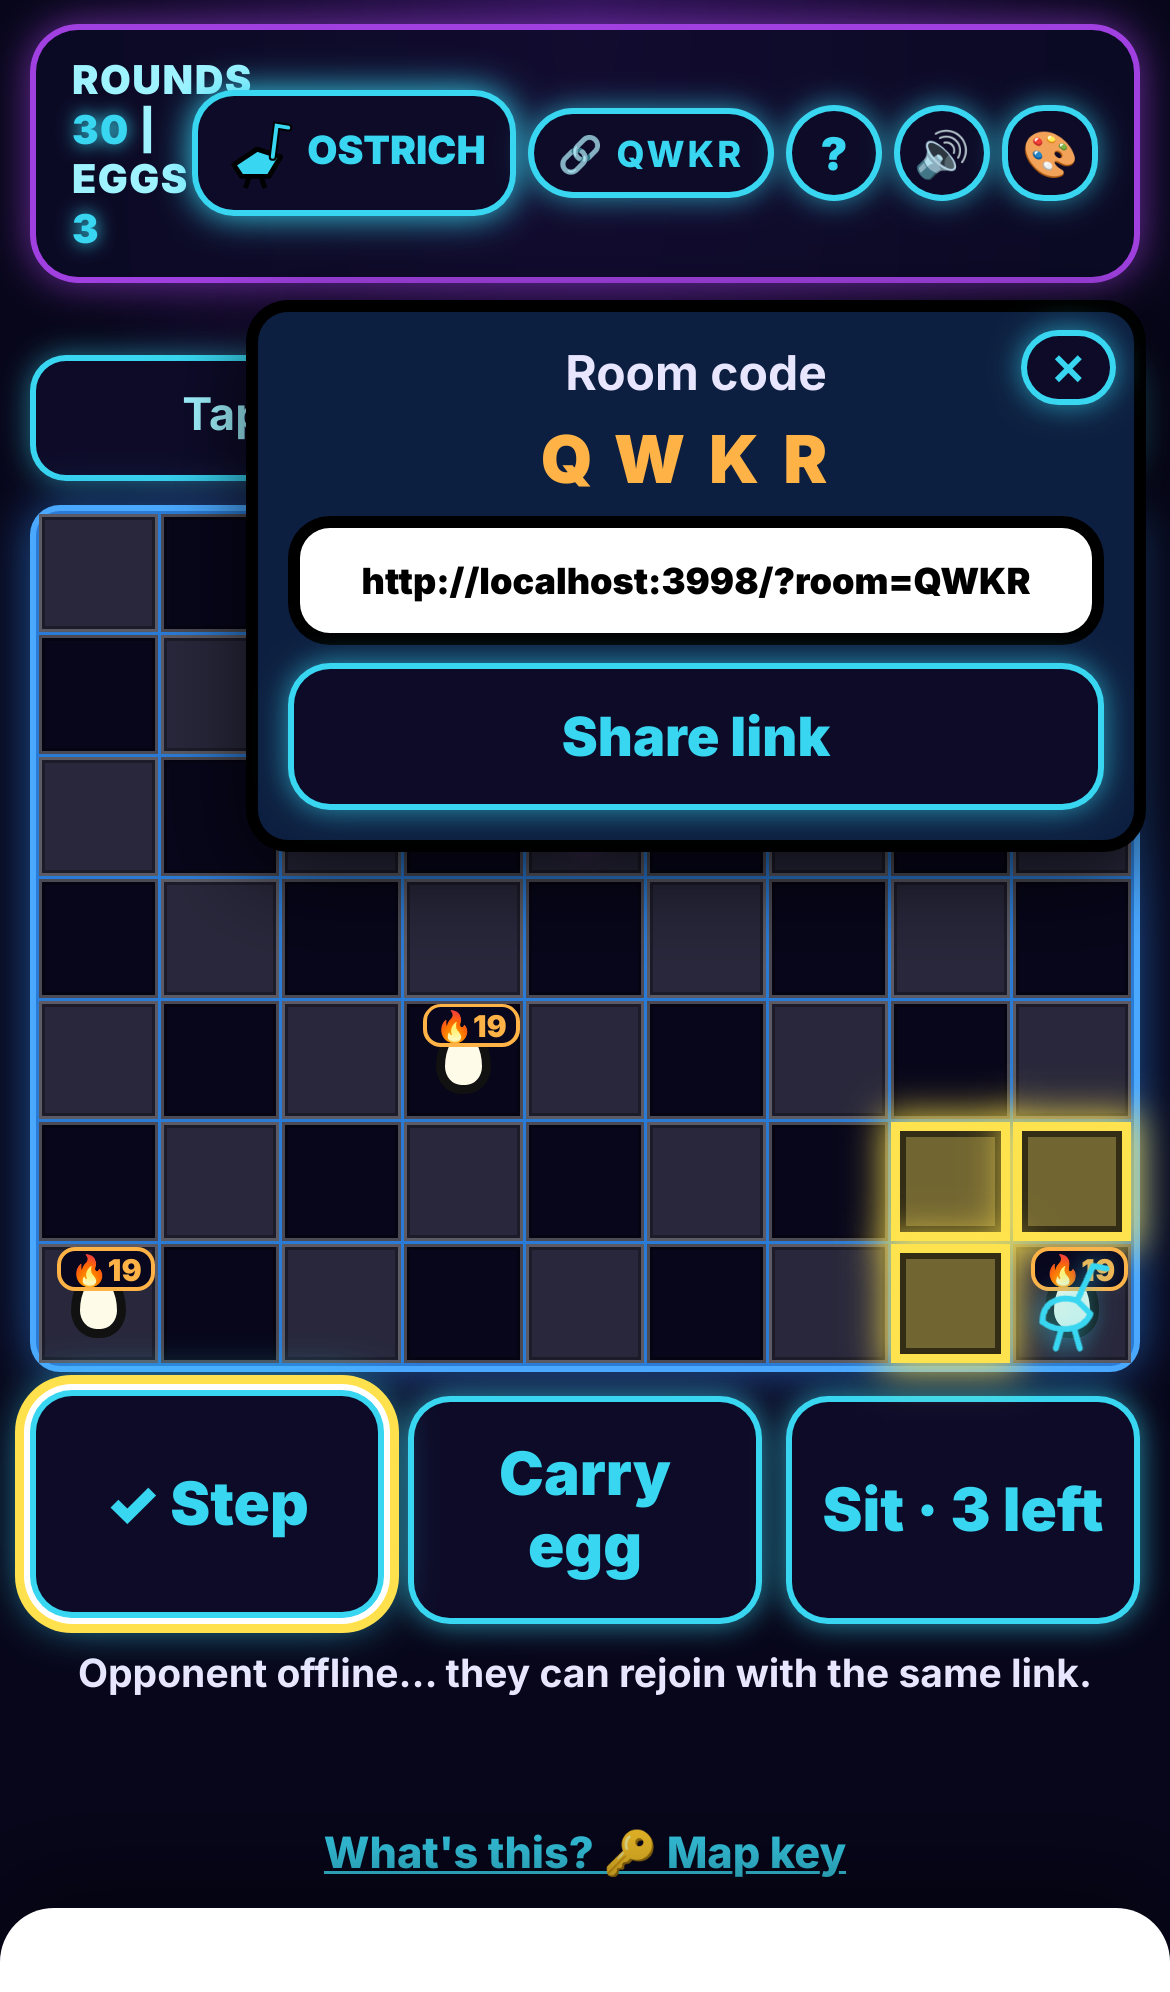 ROUNDS
30 |
EGGS
3
OSTRICH
QWKR
?
Room code
✕
QWKR
http://localhost:3998/?room=QWKR
Share link
19
19
19
✓ Step
Carry
egg
Sit · 3 left
Opponent offline... they can rejoin with the same link.
What's this? 🔑 Map key